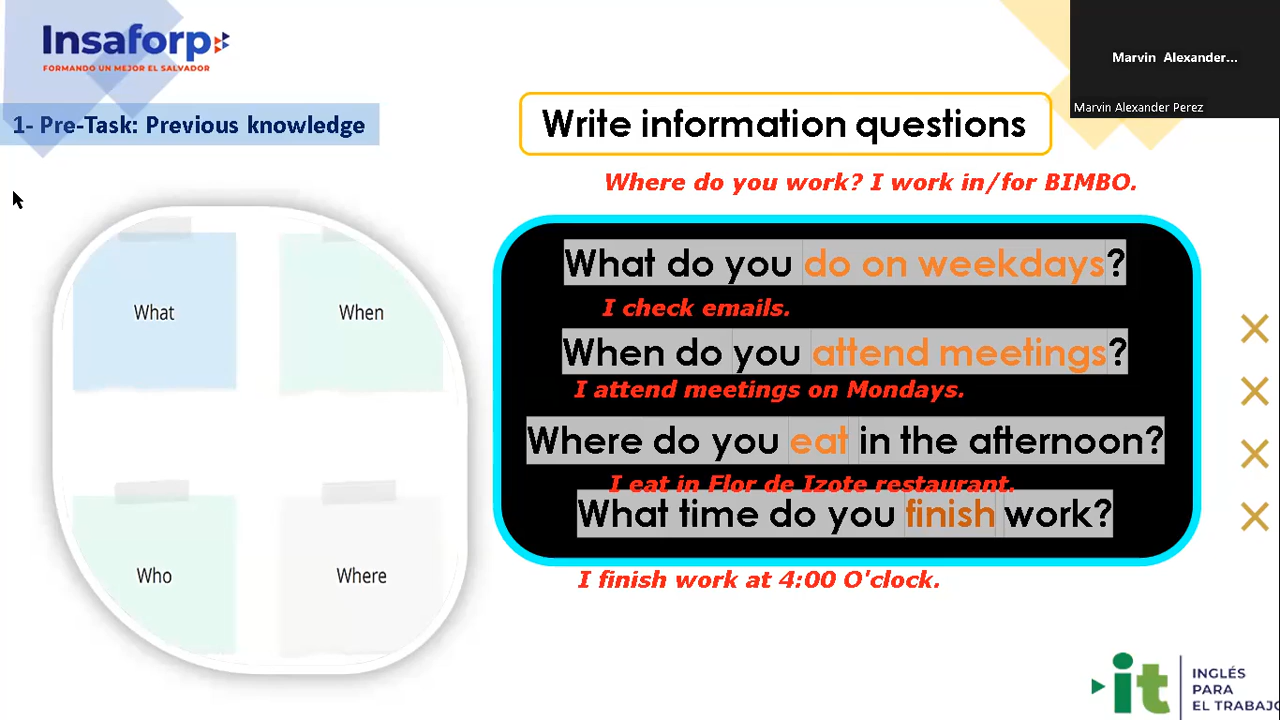 Insaforp
FORMANDO UN MEJOR EL SALVADOR
Marvin Alexander...
Marvin Alexander Perez
1- Pre-Task: Previous knowledge
Write information questions
Where do you work? I work in/for BIMBO.
What
When
Who
Where
What do you do on weekdays?
I check emails.
When do you attend meetings?
I attend meetings on Mondays.
Where do you eat in the afternoon?
I eat in Flor de Izote restaurant.
What time do you finish work?
I finish work at 4:00 O'clock.
it
INGLÉS
PARA
EL TRABAJO